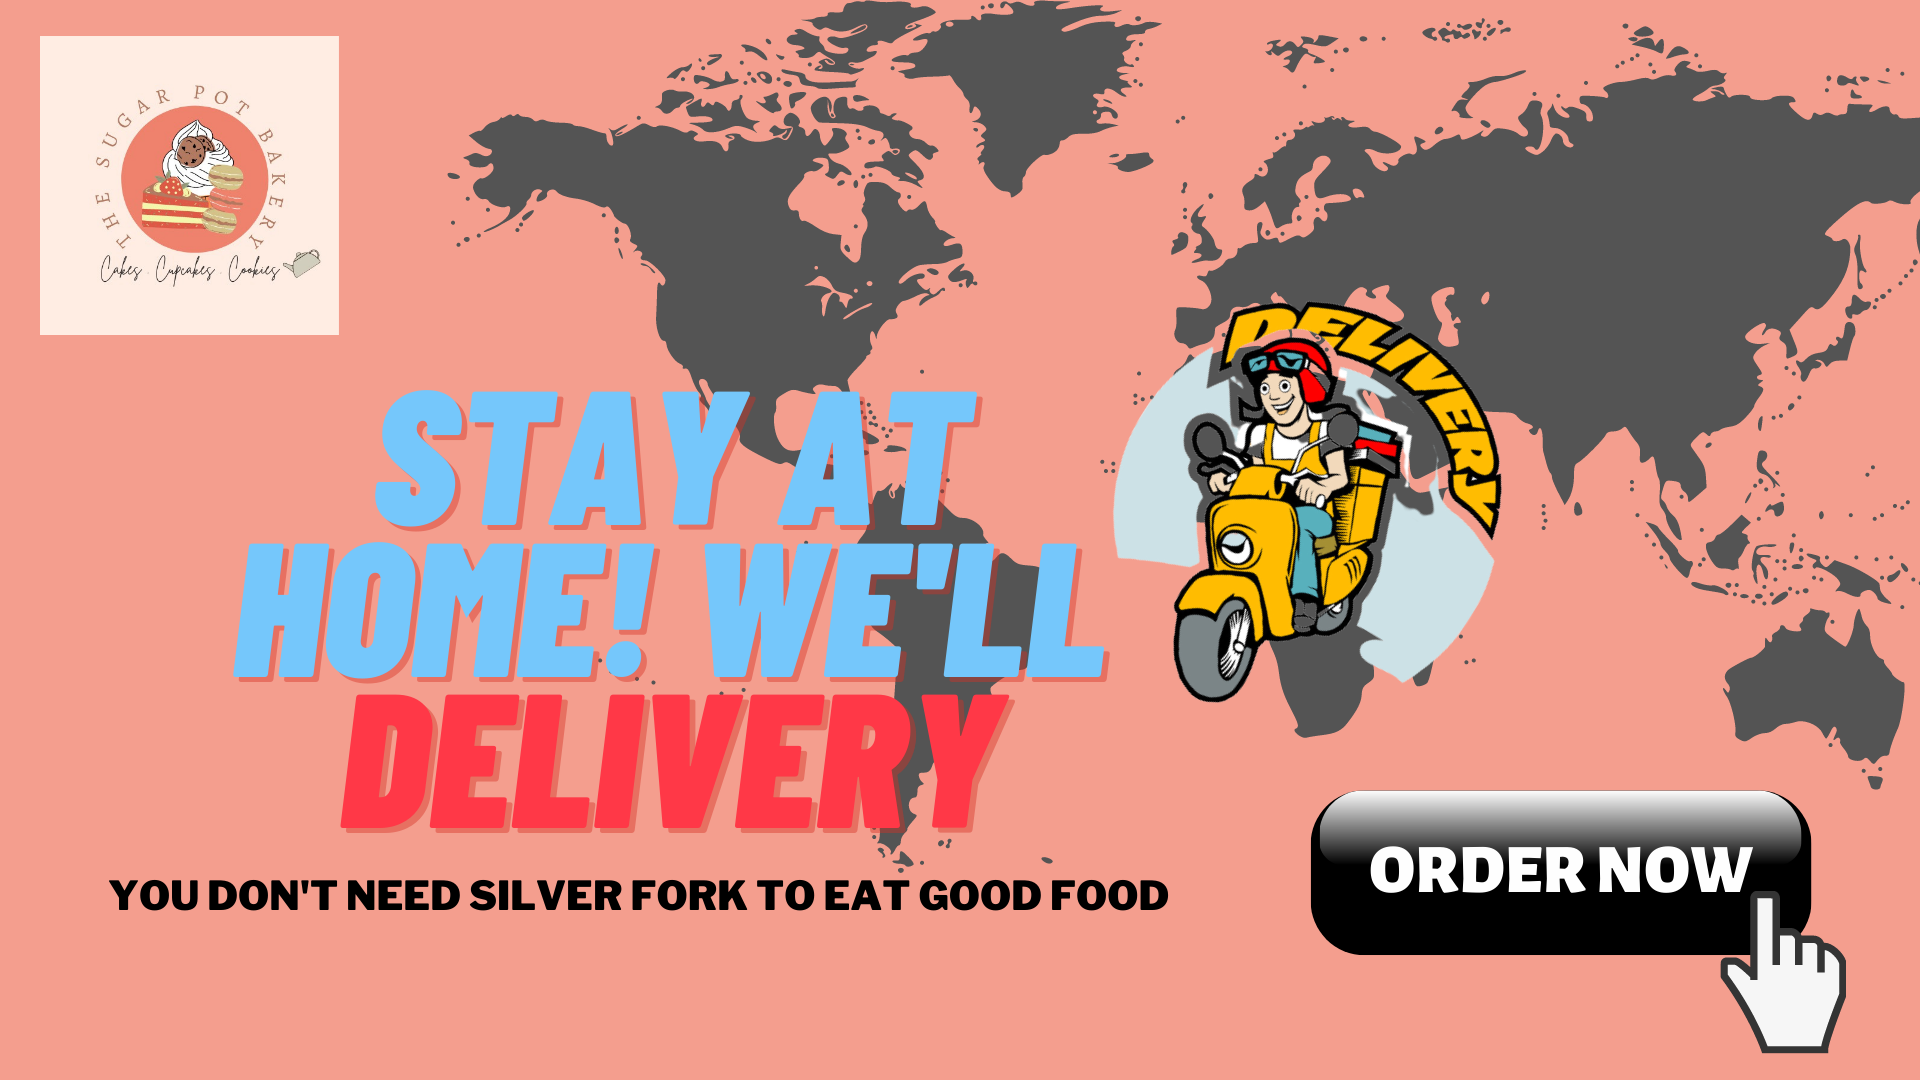 THE SUGAR POT BAKERY
Cakes . Cupcakes . Cookies
DELIVERY
STAY AT
HOME! WE'LL
DELIVERY
YOU DON'T NEED SILVER FORK TO EAT GOOD FOOD
ORDER NOW